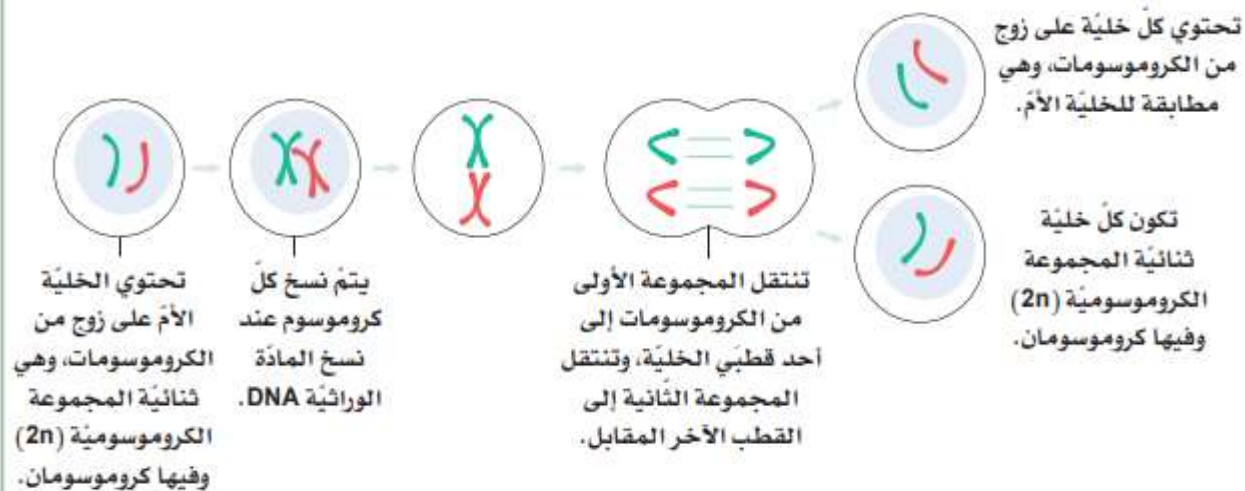 تحتوي كلّ خليّة على زوج
من الكروموسومات، وهي
مطابقة للخليّة الأمّ.
تكون كلّ خليّة
ثنائيّة المجموعة
الكروموسوميّة (2n)
وفيها كروموسومان.
تنتقل المجموعة الأولى
من الكروموسومات إلى
أحد قطبَي الخليّة، وتنتقل
المجموعة الثّانية إلى
القطب الآخر المقابل.
يتمّ نسخ كلّ
كروموسوم عند
نسخ المادّة
الوراثيّة DNA.
تحتوي الخليّة
الأمّ على زوج من
الكروموسومات، وهي
ثنائيّة المجموعة
الكروموسوميّة (2n)
وفيها كروموسومان.